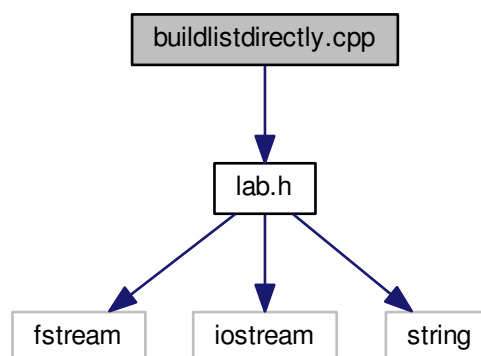 buildlistdirectly.cpp
lab.h
fstream
iostream
string